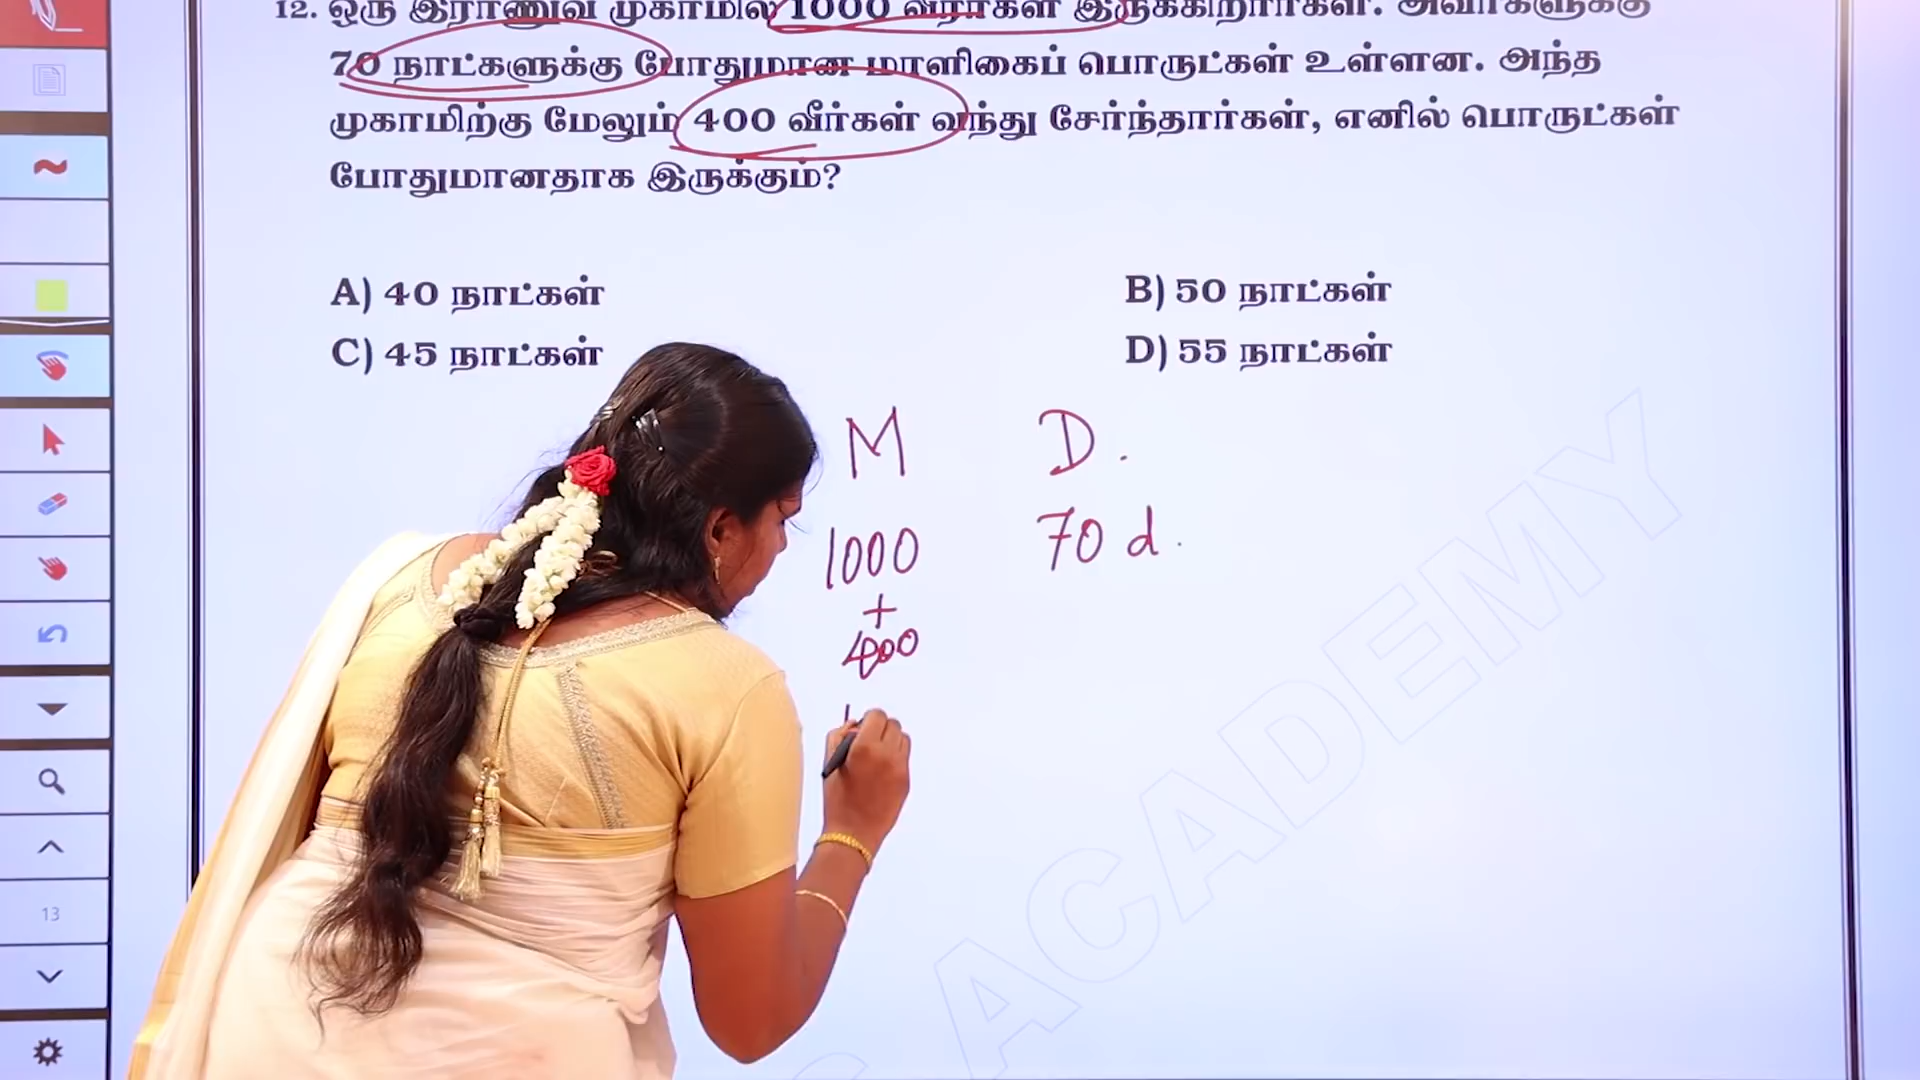 12. ஒரு இராணுவ முகாமில் 1000 வீரர்கள் இருக்கிறார்கள். அவர்களுக்கு
70 நாட்களுக்கு போதுமான மாளிகைப் பொருட்கள் உள்ளன. அந்த
முகாமிற்கு மேலும் 400 வீர்கள் வந்து சேர்ந்தார்கள், எனில் பொருட்கள்
போதுமானதாக இருக்கும்?
A) 40 நாட்கள் B) 50 நாட்கள்
C) 45 நாட்கள் D) 55 நாட்கள்
M D.
1000 70 d.
+
400
ACADEMY
13